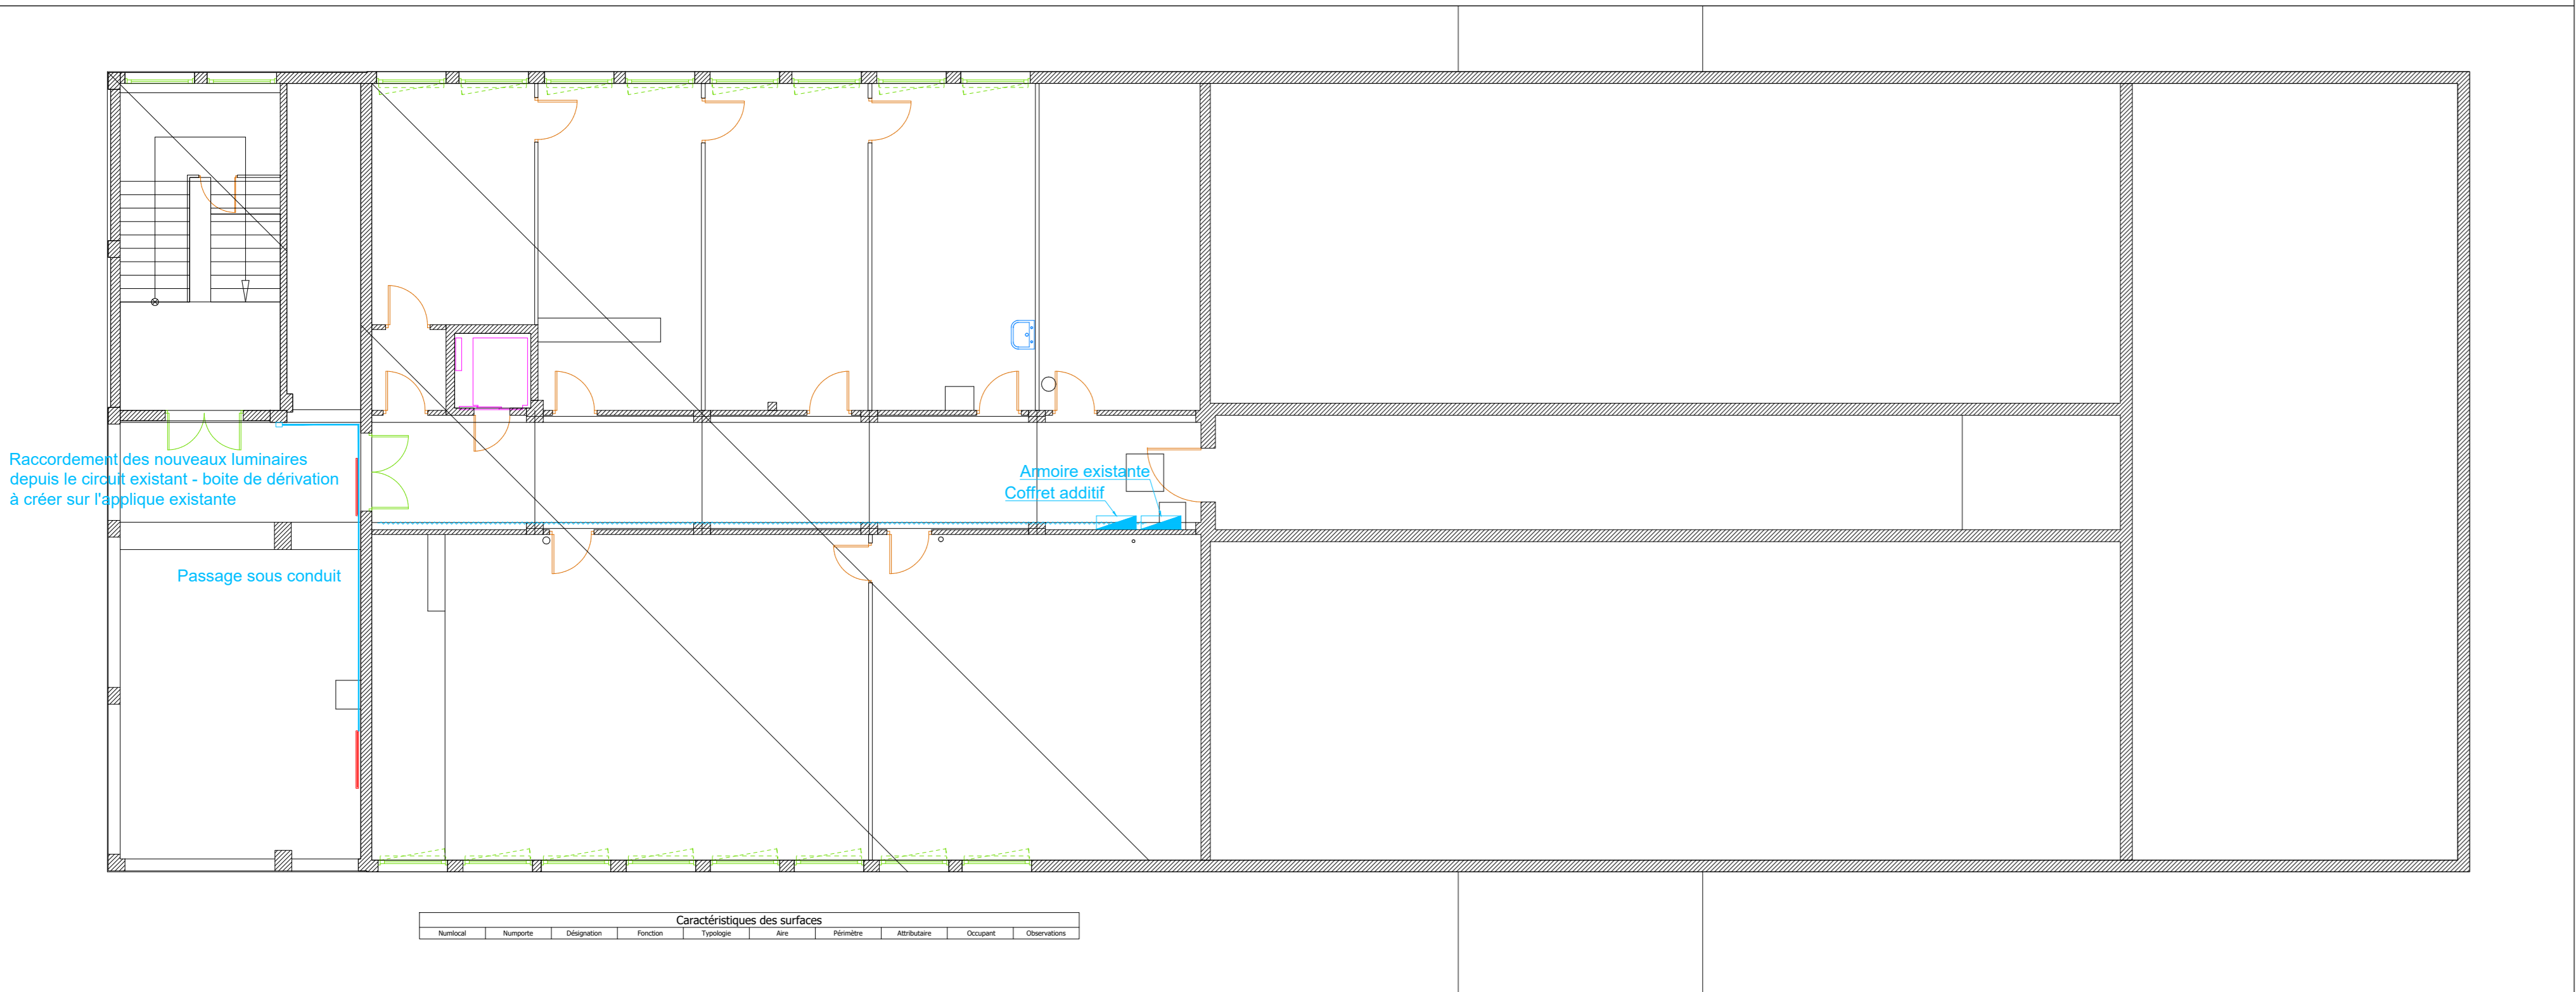 Raccordement des nouveaux luminaires
depuis le circuit existant - boite de dérivation
à créer sur l'applique existante
Armoire existante
Coffret additif
Passage sous conduit
Caractéristiques des surfaces
Numlocal Numporte Désignation Fonction Typologie Aire Périmètre Attributaire Occupant Observations